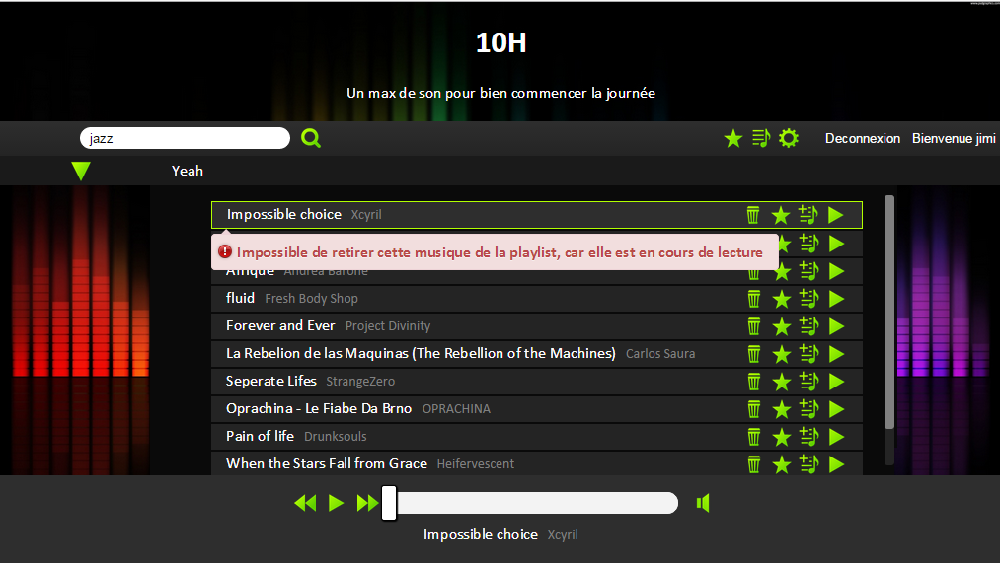 10H
Un max de son pour bien commencer la journée
jazz
Deconnexion Bienvenue jimi
Yeah
Impossible choice Xcyril
Impossible de retirer cette musique de la playlist, car elle est en cours de lecture
Afrique Andrea Barone
fluid Fresh Body Shop
Forever and Ever Project Divinity
La Rebelion de las Maquinas (The Rebellion of the Machines) Carlos Saura
Seperate Lifes StrangeZero
Oprachina - Le Fiabe Da Brno OPRACHINA
Pain of life Drunksouls
When the Stars Fall from Grace Heifervescent
Impossible choice Xcyril